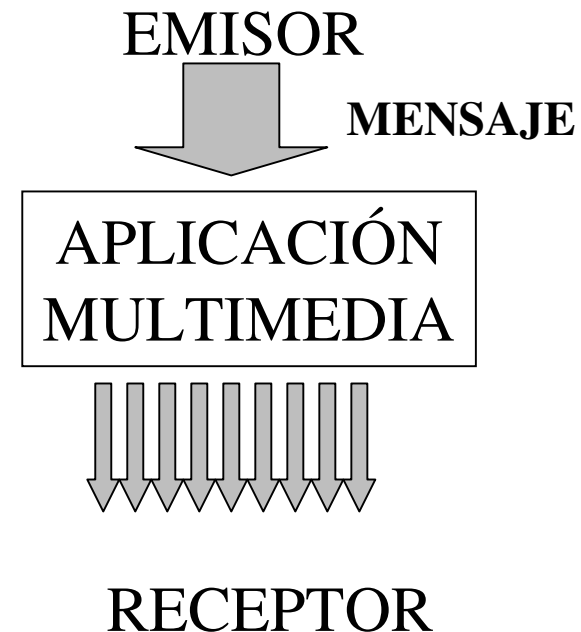 EMISOR
MENSAJE
APLICACIÓN
MULTIMEDIA
RECEPTOR